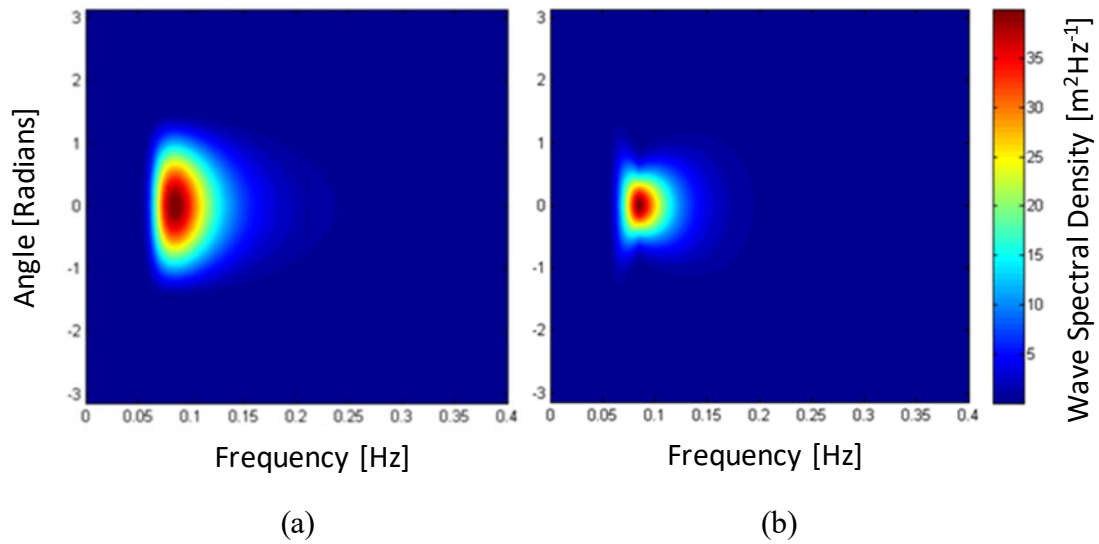 3
2
1
0
-1
-2
-3
0 0.05 0.1 0.15 0.2 0.25 0.3 0.35 0.4
Angle [Radians]
Frequency [Hz]
(a)
3
2
1
0
-1
-2
-3
0 0.05 0.1 0.15 0.2 0.25 0.3 0.35 0.4
Frequency [Hz]
(b)
35
30
25
20
15
10
5
Wave Spectral Density [m²Hz⁻¹]